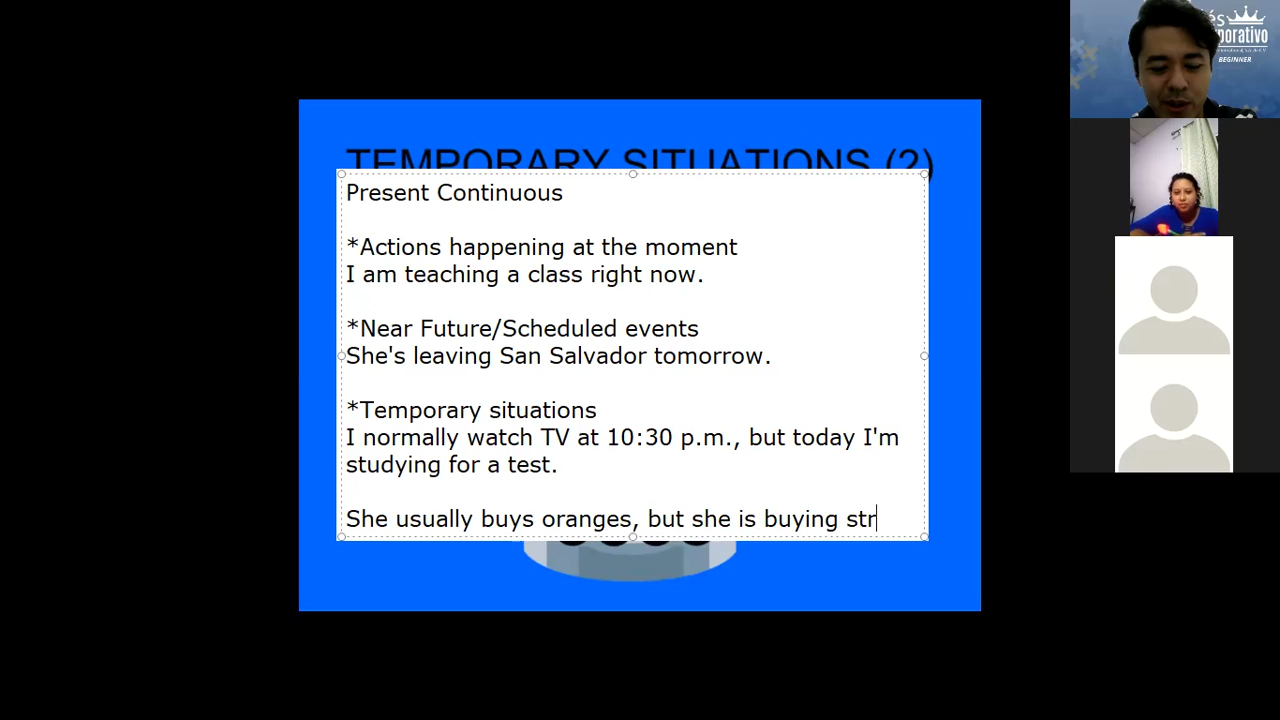 és
porativo
BEGINNER
TEMPORARY SITUATIONS (2)
Present Continuous
*Actions happening at the moment
I am teaching a class right now.
*Near Future/Scheduled events
She's leaving San Salvador tomorrow.
*Temporary situations
I normally watch TV at 10:30 p.m., but today I'm
studying for a test.
She usually buys oranges, but she is buying str